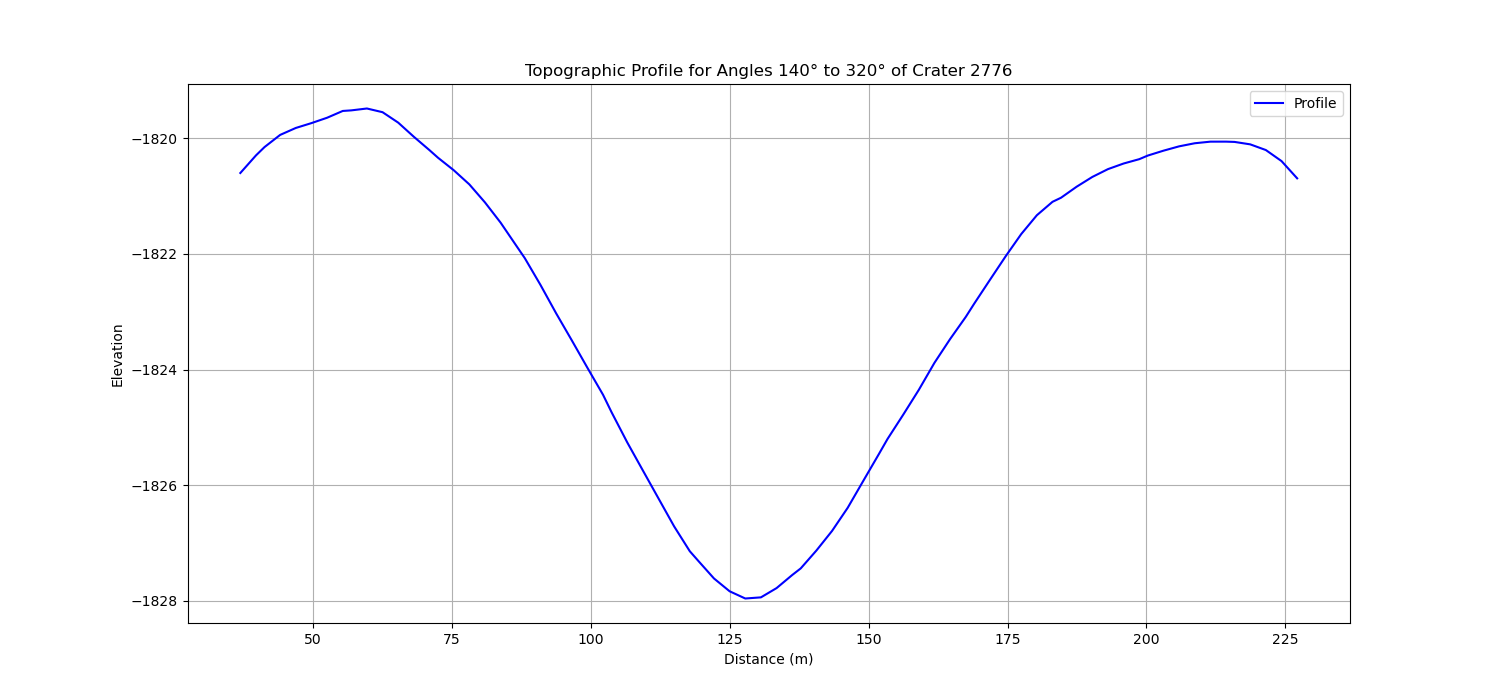 Topographic Profile for Angles 140° to 320° of Crater 2776
Profile
−1820
−1822
−1824
−1826
−1828
Elevation
50 75 100 125 150 175 200 225
Distance (m)